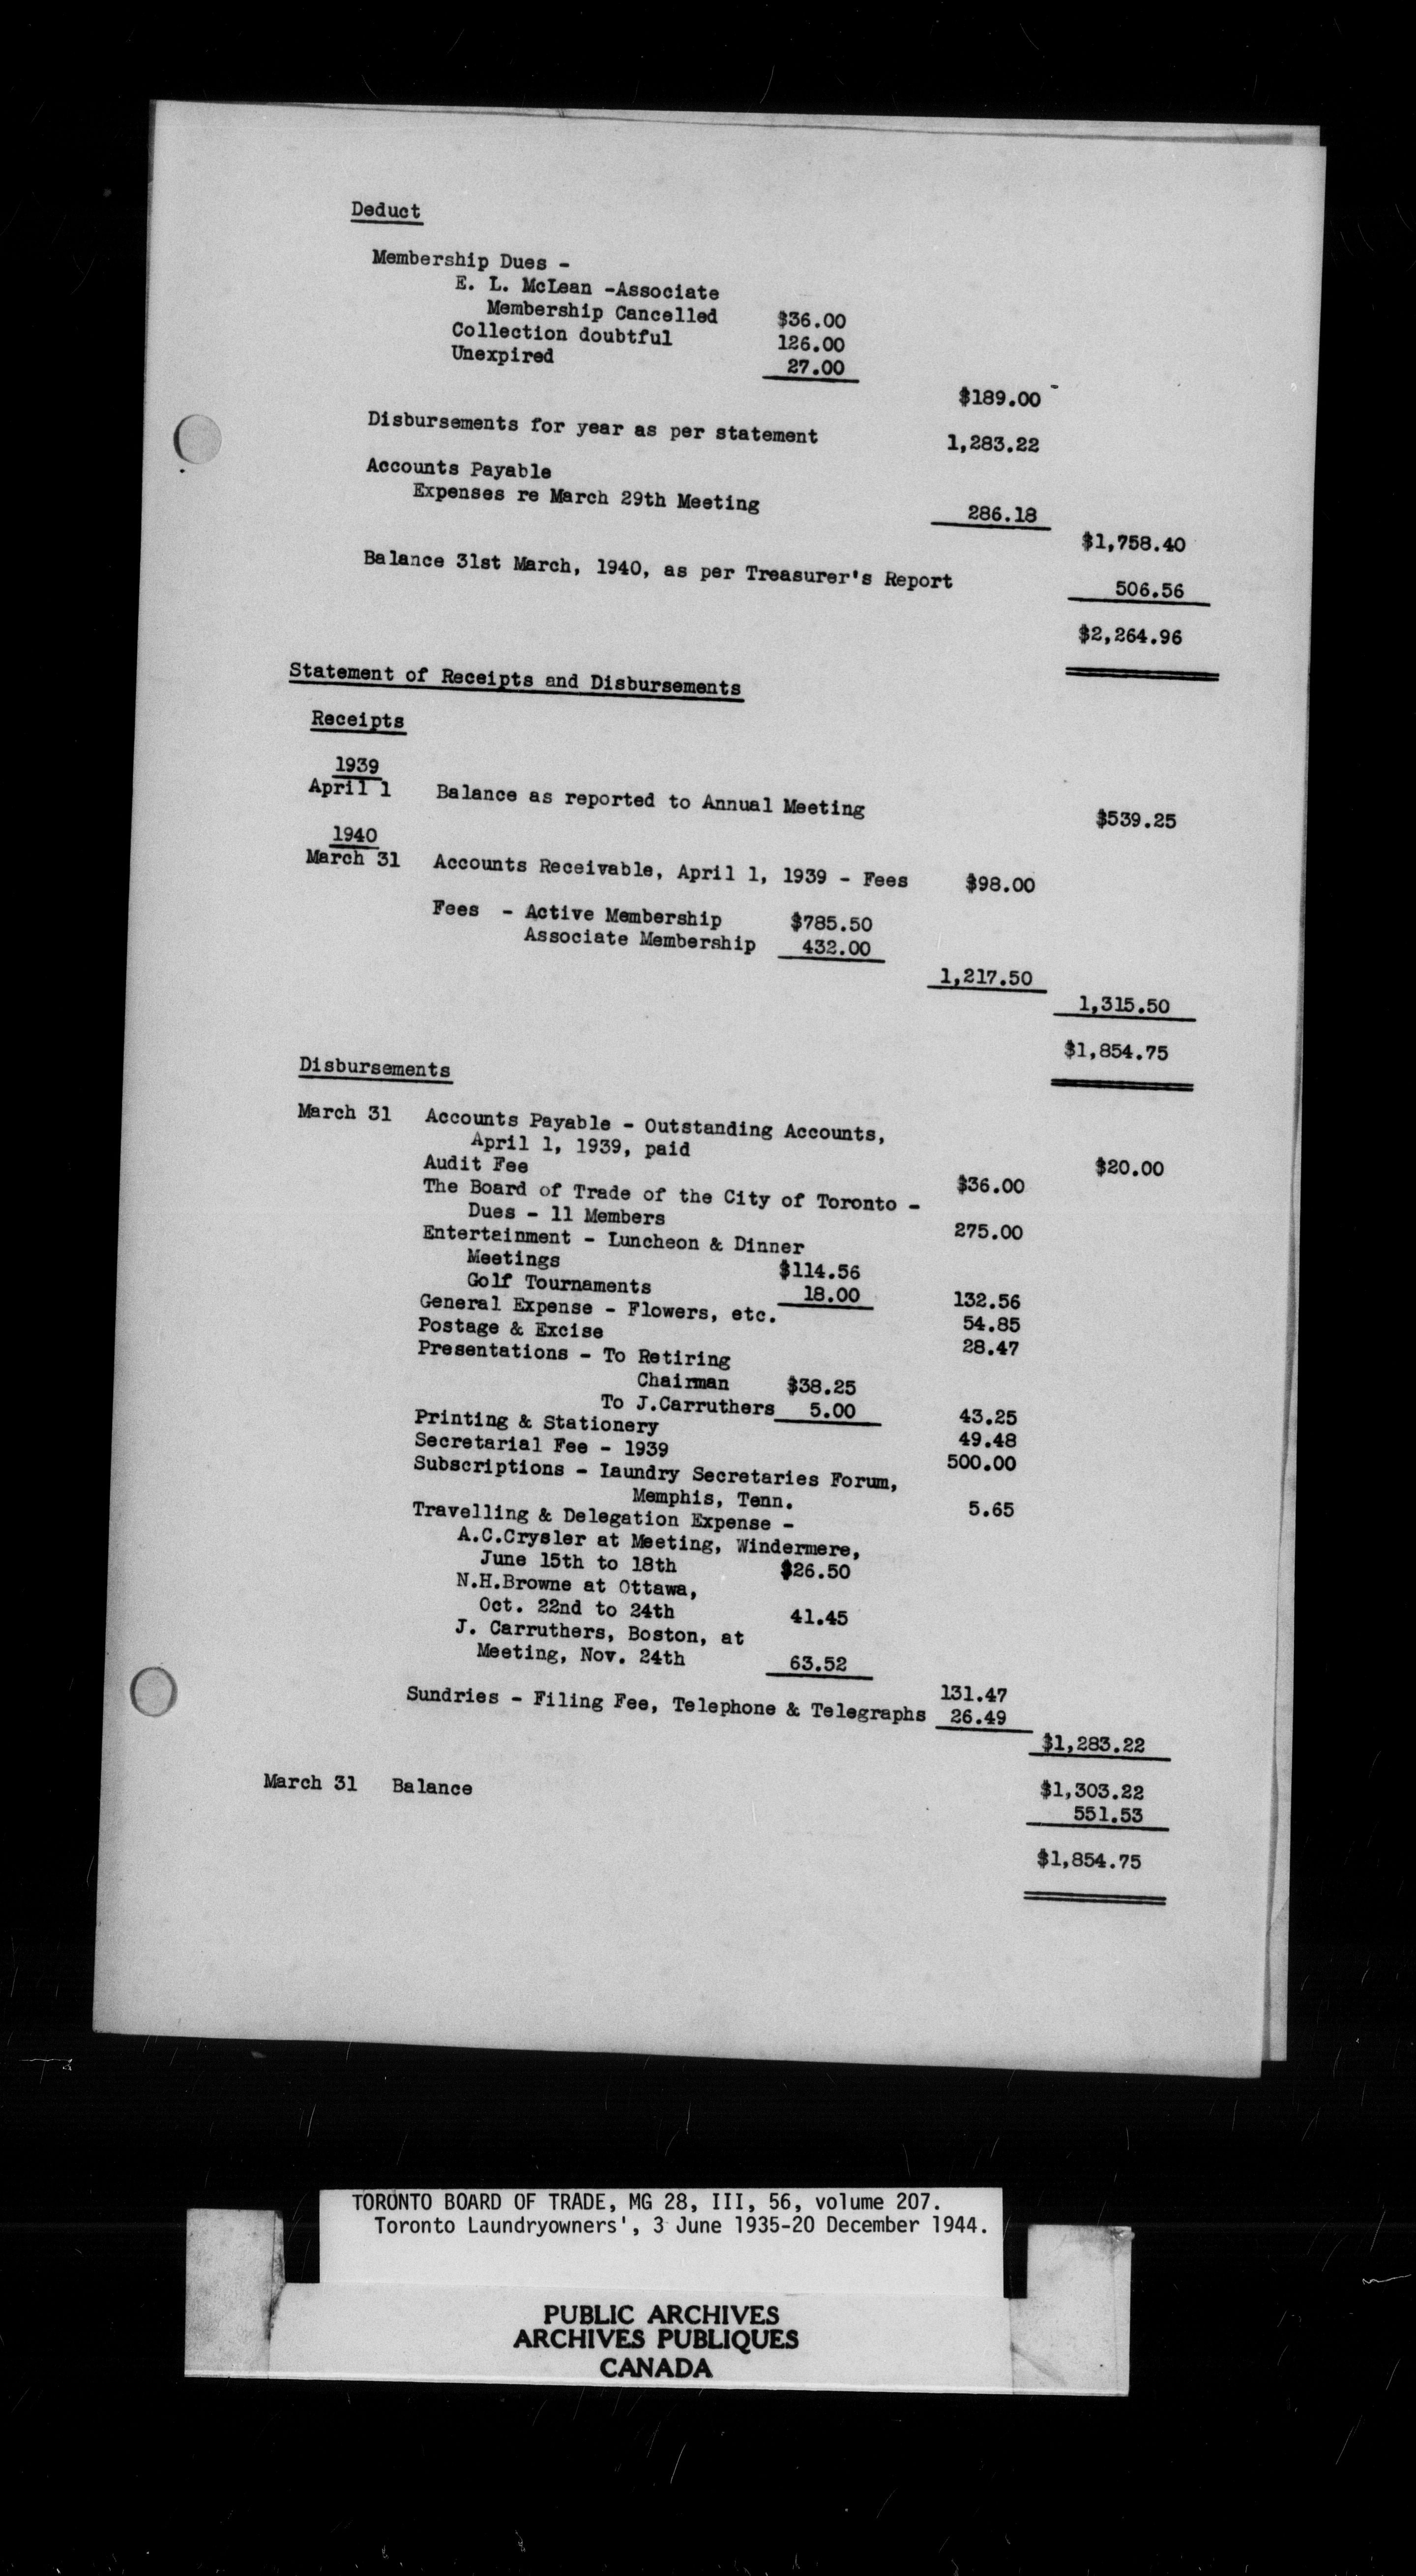 Deduct
Membership Dues -
E. L. McLean -Associate
Membership Cancelled $36.00
Collection doubtful 126.00
Unexpired 27.00
$189.00
Disbursements for year as per statement 1,283.22
Accounts Payable
Expenses re March 29th Meeting 286.18
$1,758.40
Balance 31st March, 1940, as per Treasurer's Report 506.56
$2,264.96
Statement of Receipts and Disbursements
Receipts
1939
April 1 Balance as reported to Annual Meeting $539.25
1940
March 31 Accounts Receivable, April 1, 1939 - Fees $98.00
Fees - Active Membership $785.50
Associate Membership 432.00
1,217.50
1,315.50
$1,854.75
Disbursements
March 31 Accounts Payable - Outstanding Accounts,
April 1, 1939, paid $20.00
Audit Fee $36.00
The Board of Trade of the City of Toronto -
Dues - 11 Members 275.00
Entertainment - Luncheon & Dinner
Meetings $114.56
Golf Tournaments 18.00 132.56
General Expense - Flowers, etc. 54.85
Postage & Excise 28.47
Presentations - To Retiring
Chairman $38.25
To J.Carruthers 5.00 43.25
Printing & Stationery 49.48
Secretarial Fee - 1939 500.00
Subscriptions - Laundry Secretaries Forum,
Memphis, Tenn. 5.65
Travelling & Delegation Expense -
A.C.Crysler at Meeting, Windermere,
June 15th to 18th $26.50
N.H.Browne at Ottawa,
Oct. 22nd to 24th 41.45
J. Carruthers, Boston, at
Meeting, Nov. 24th 63.52
131.47
Sundries - Filing Fee, Telephone & Telegraphs 26.49
$1,283.22
$1,303.22
March 31 Balance 551.53
$1,854.75
TORONTO BOARD OF TRADE, MG 28, III, 56, volume 207.
Toronto Laundryowners', 3 June 1935-20 December 1944.
PUBLIC ARCHIVES
ARCHIVES PUBLIQUES
CANADA